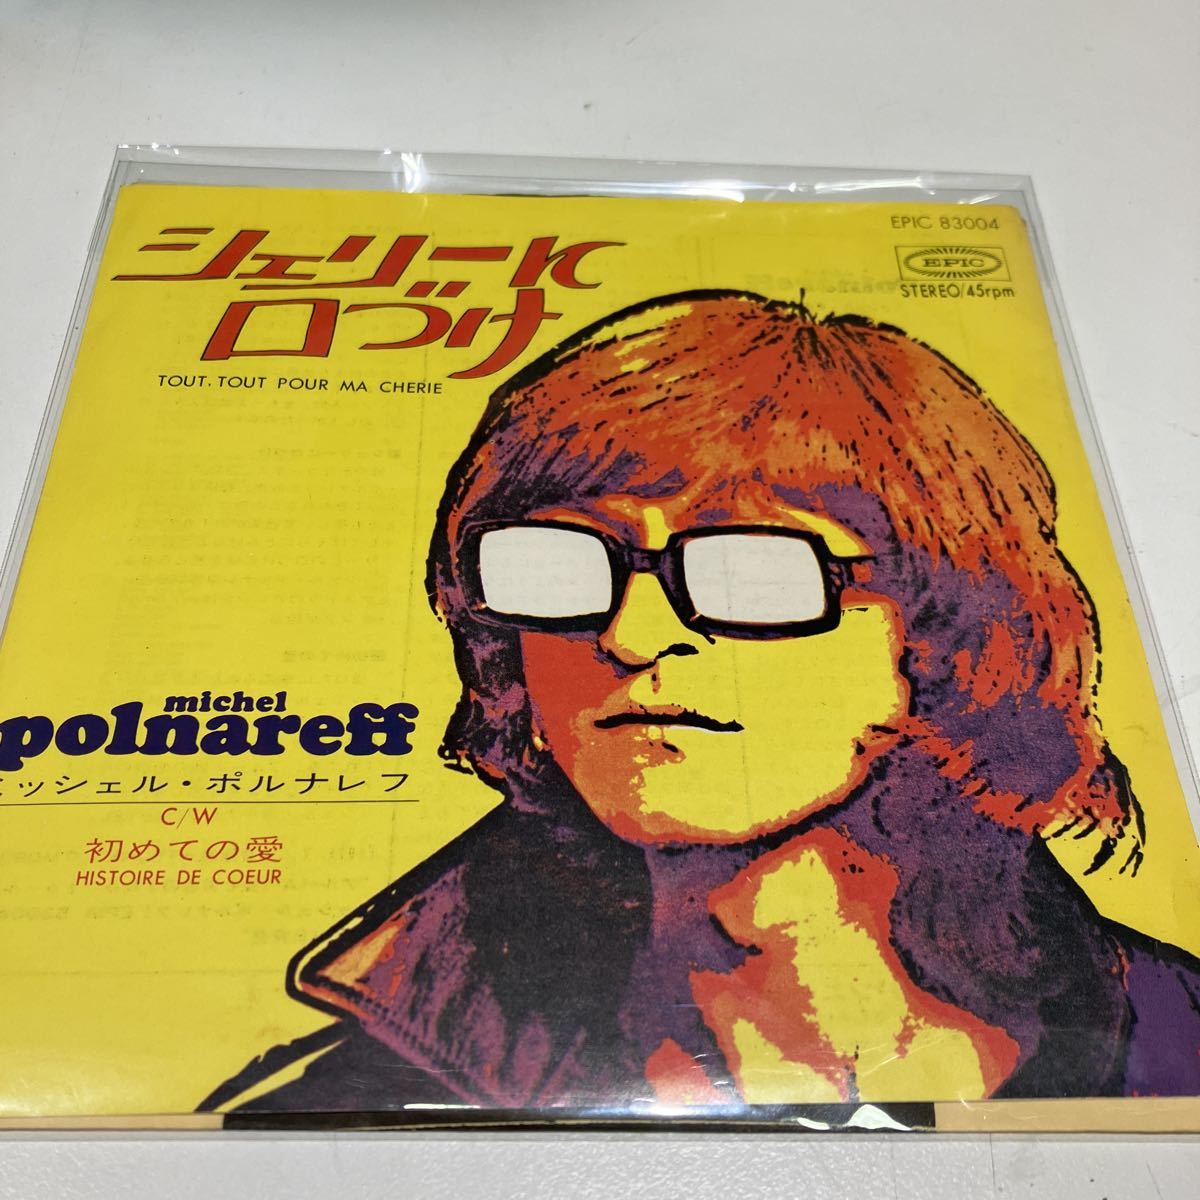 シェリーに
口づけ
TOUT, TOUT POUR MA CHERIE
EPIC 83004
EPIC
STEREO/45rpm
michel
polnareff
ミッシェル・ポルナレフ
C/W
初めての愛
HISTOIRE DE COEUR